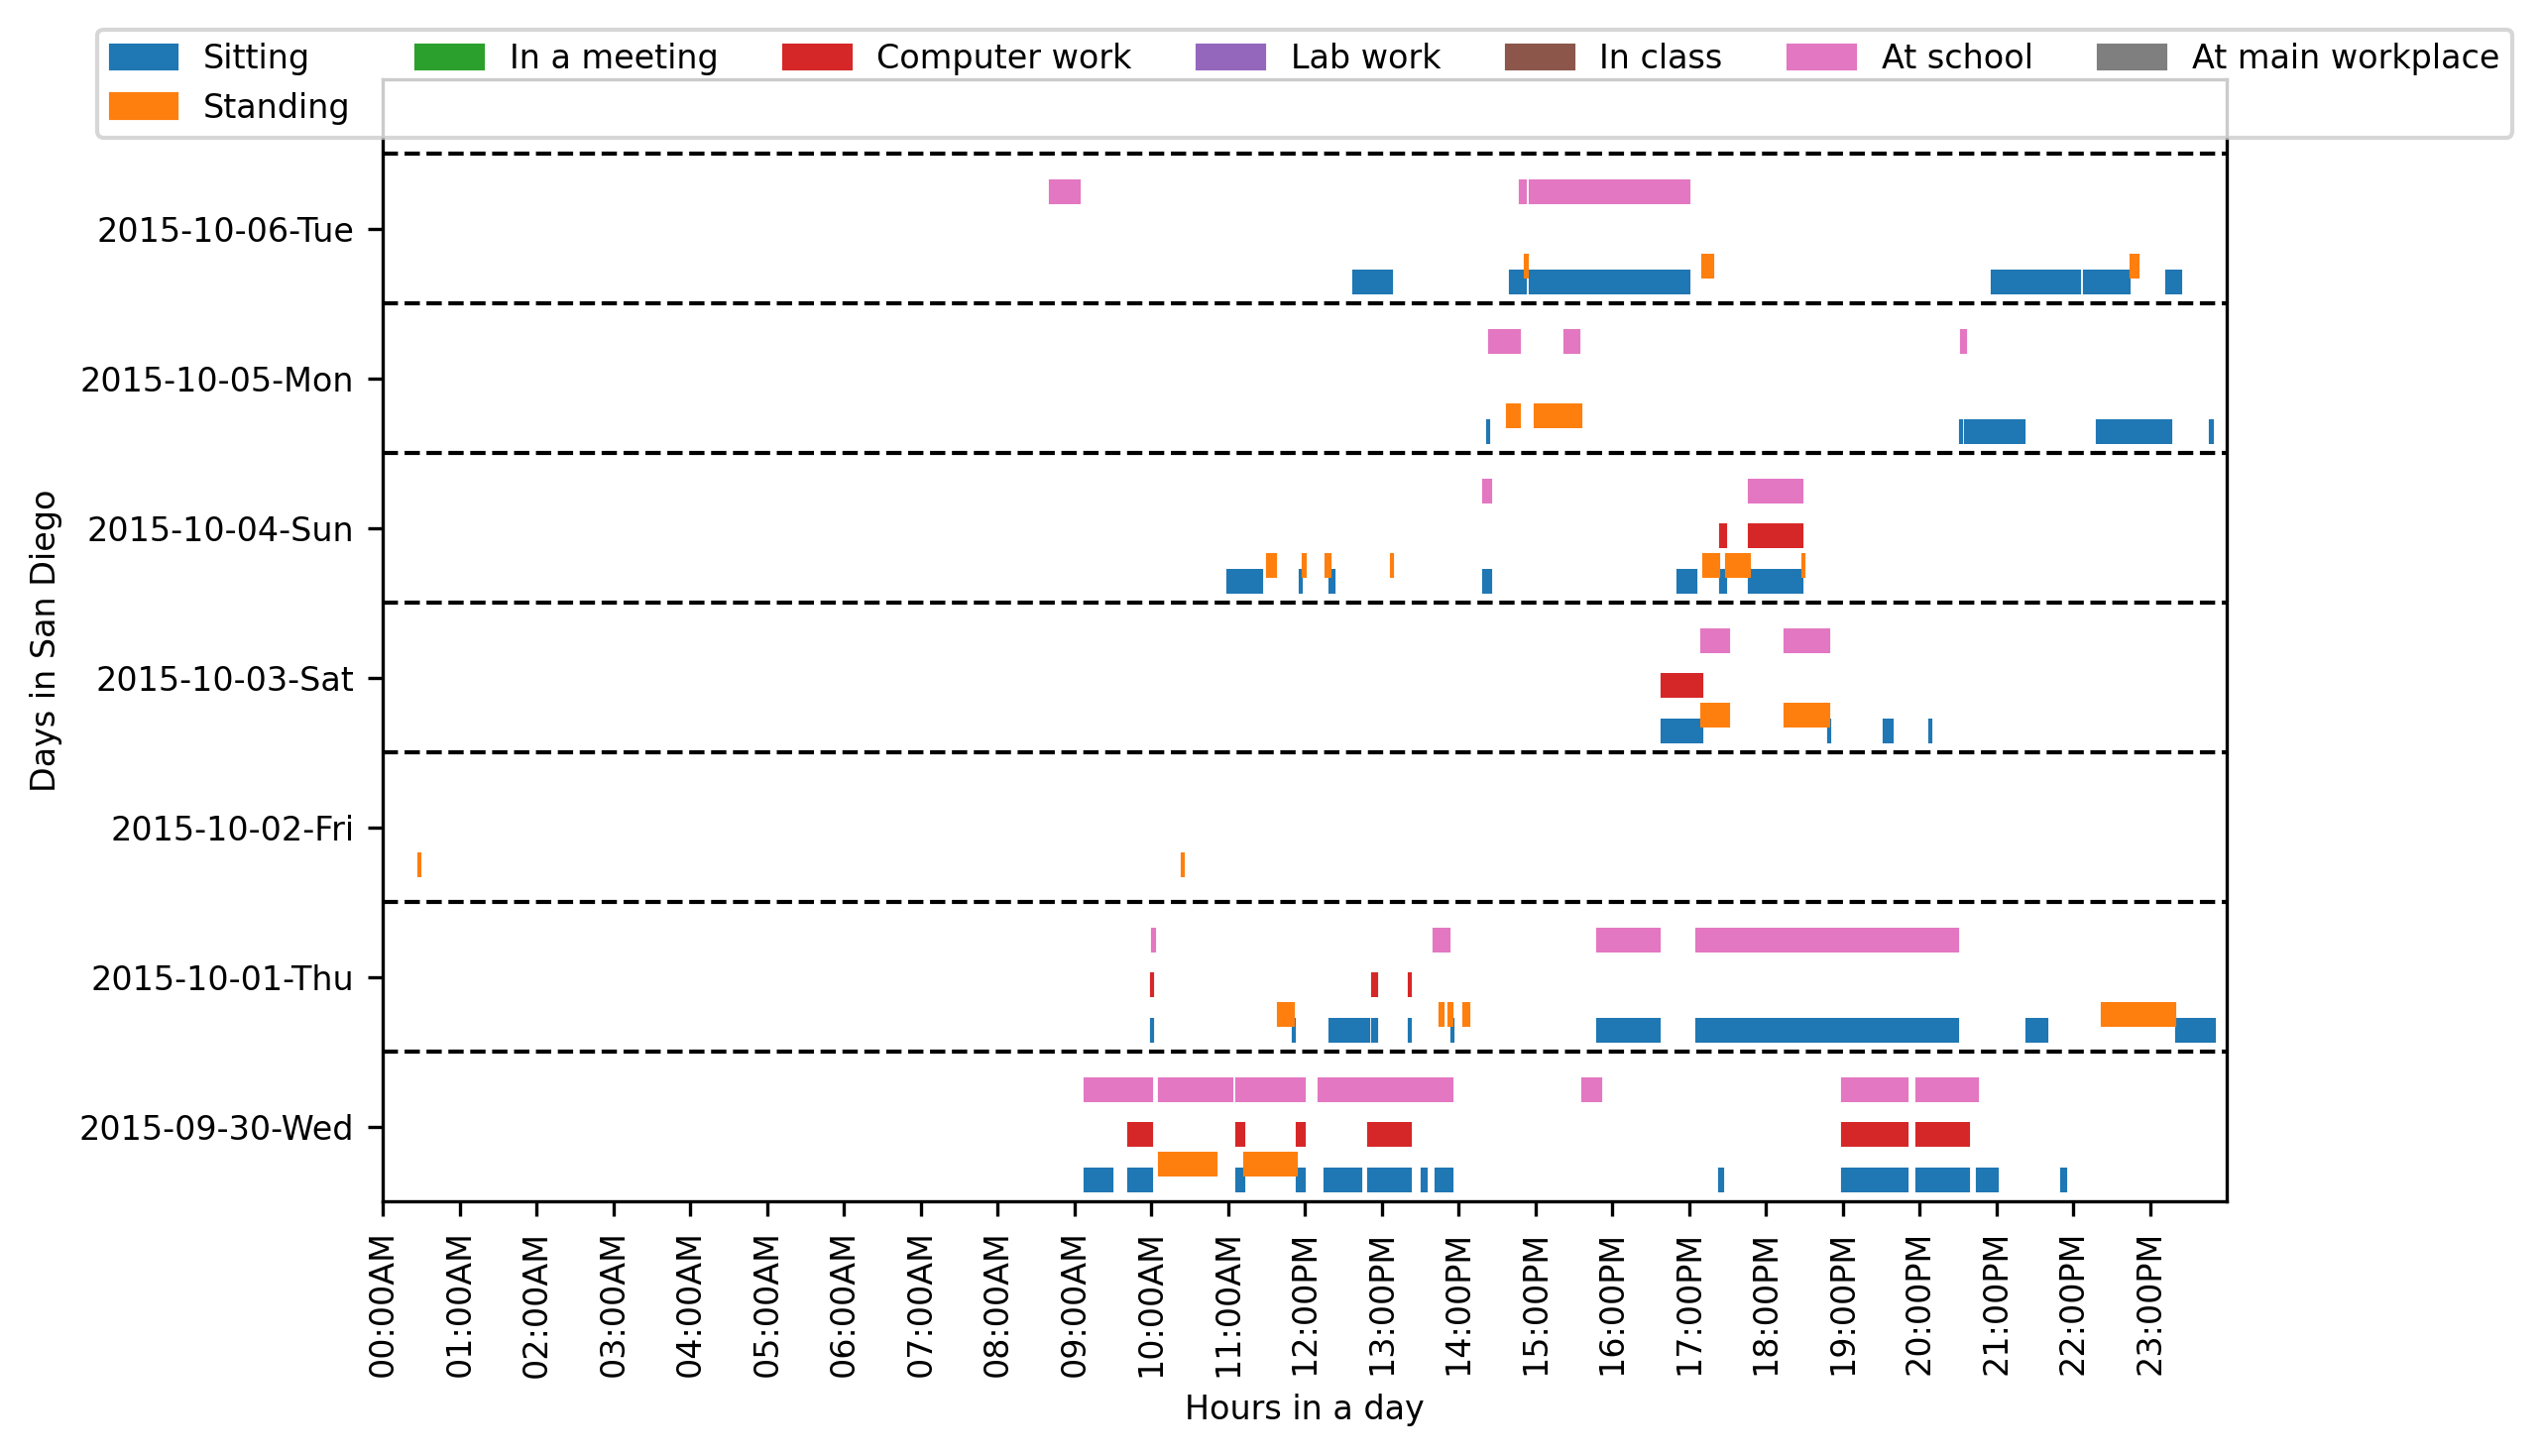 Sitting In a meeting Computer work Lab work In class At school At main workplace
Standing
2015-10-06-Tue
2015-10-05-Mon
2015-10-04-Sun
2015-10-03-Sat
2015-10-02-Fri
2015-10-01-Thu
2015-09-30-Wed
Days in San Diego
00:00AM 01:00AM 02:00AM 03:00AM 04:00AM 05:00AM 06:00AM 07:00AM 08:00AM 09:00AM 10:00AM 11:00AM 12:00PM 13:00PM 14:00PM 15:00PM 16:00PM 17:00PM 18:00PM 19:00PM 20:00PM 21:00PM 22:00PM 23:00PM
Hours in a day